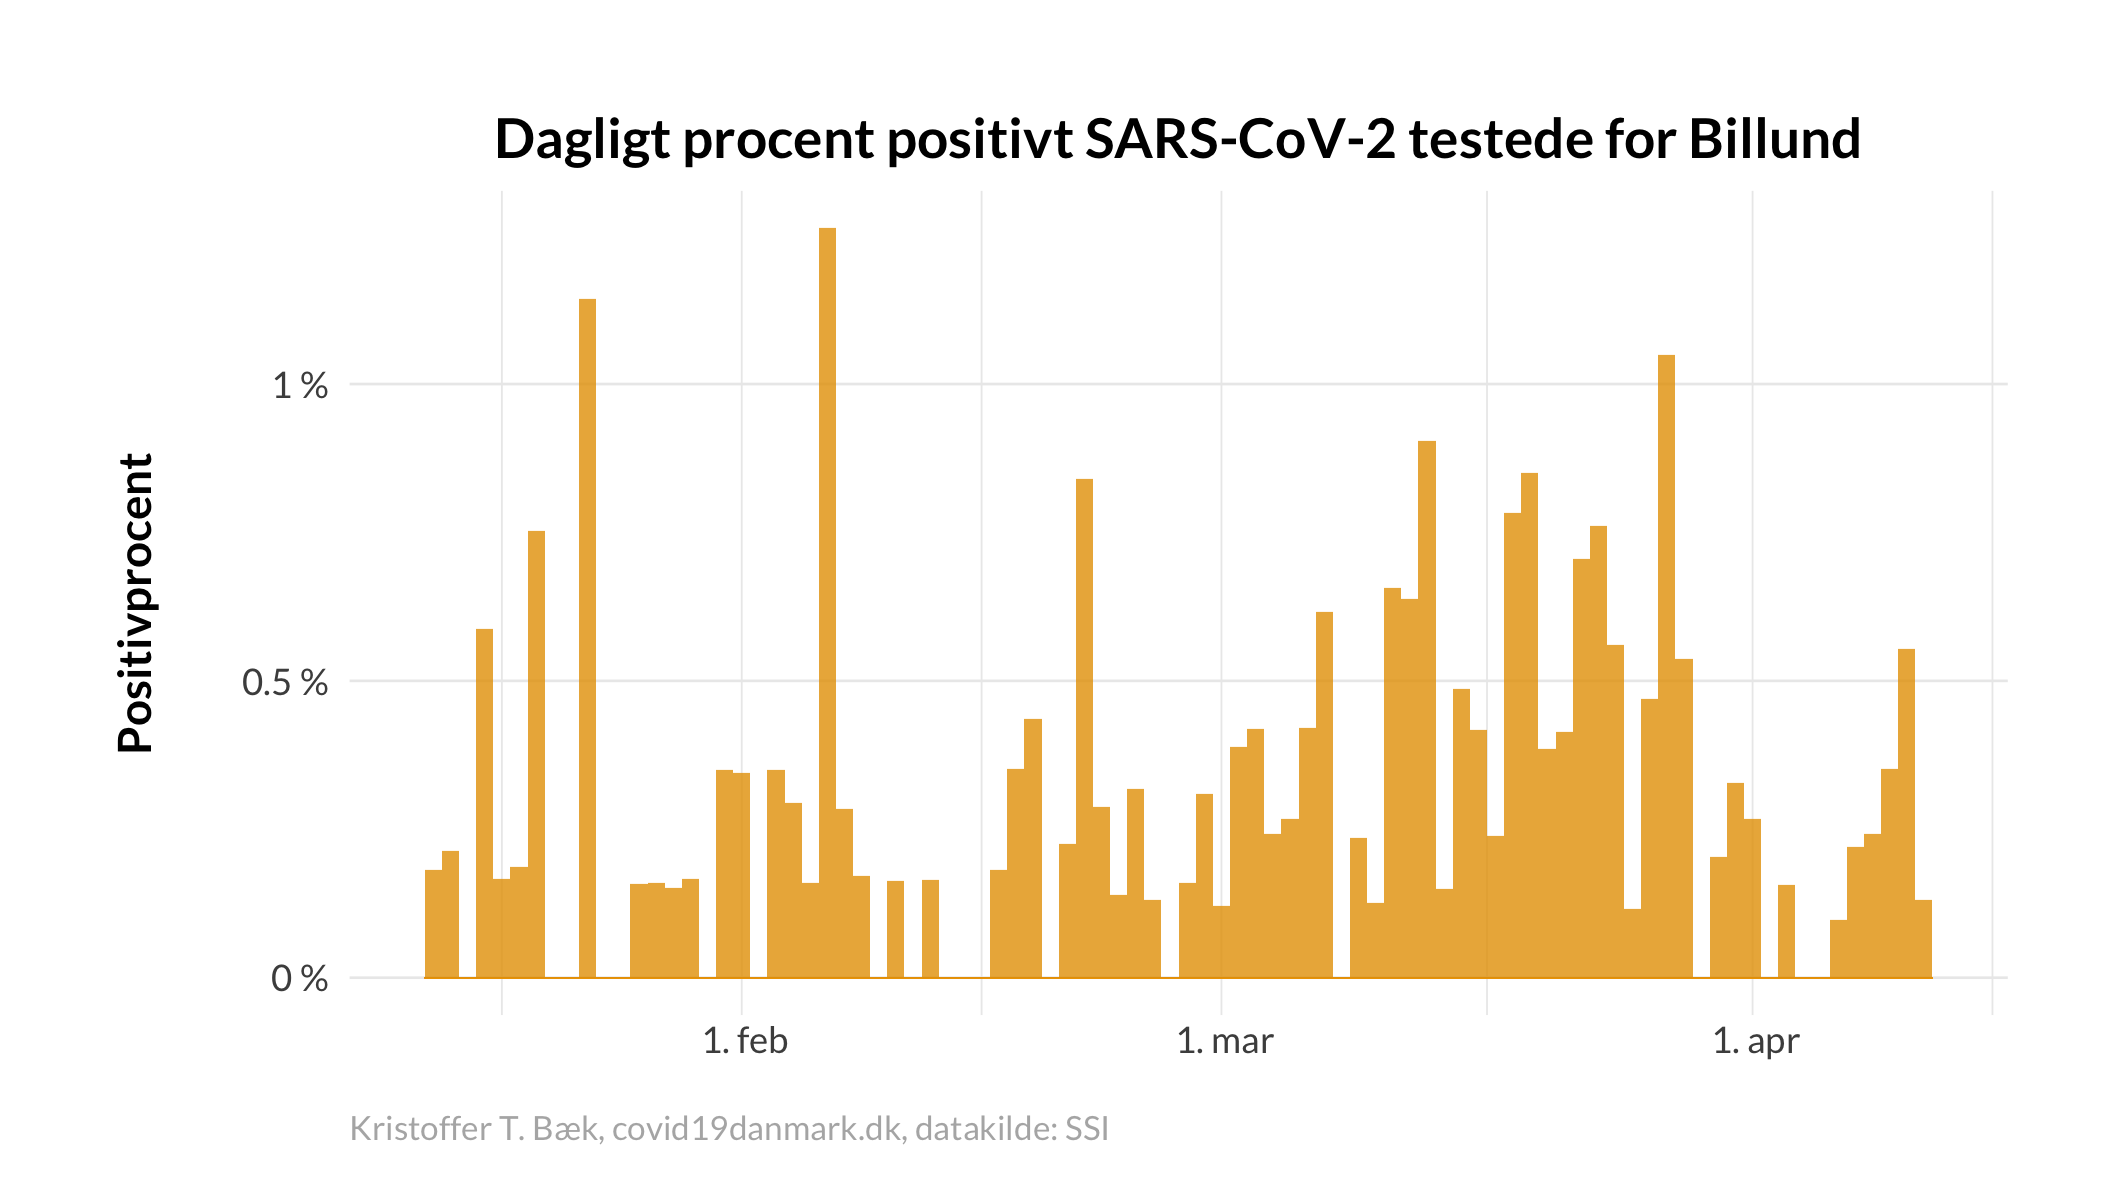 Dagligt procent positivt SARS-CoV-2 testede for Billund
Positivprocent
1 %
0.5 %
0 %
1. feb
1. mar
1. apr
Kristoffer T. Bæk, covid19danmark.dk, datakilde: SSI